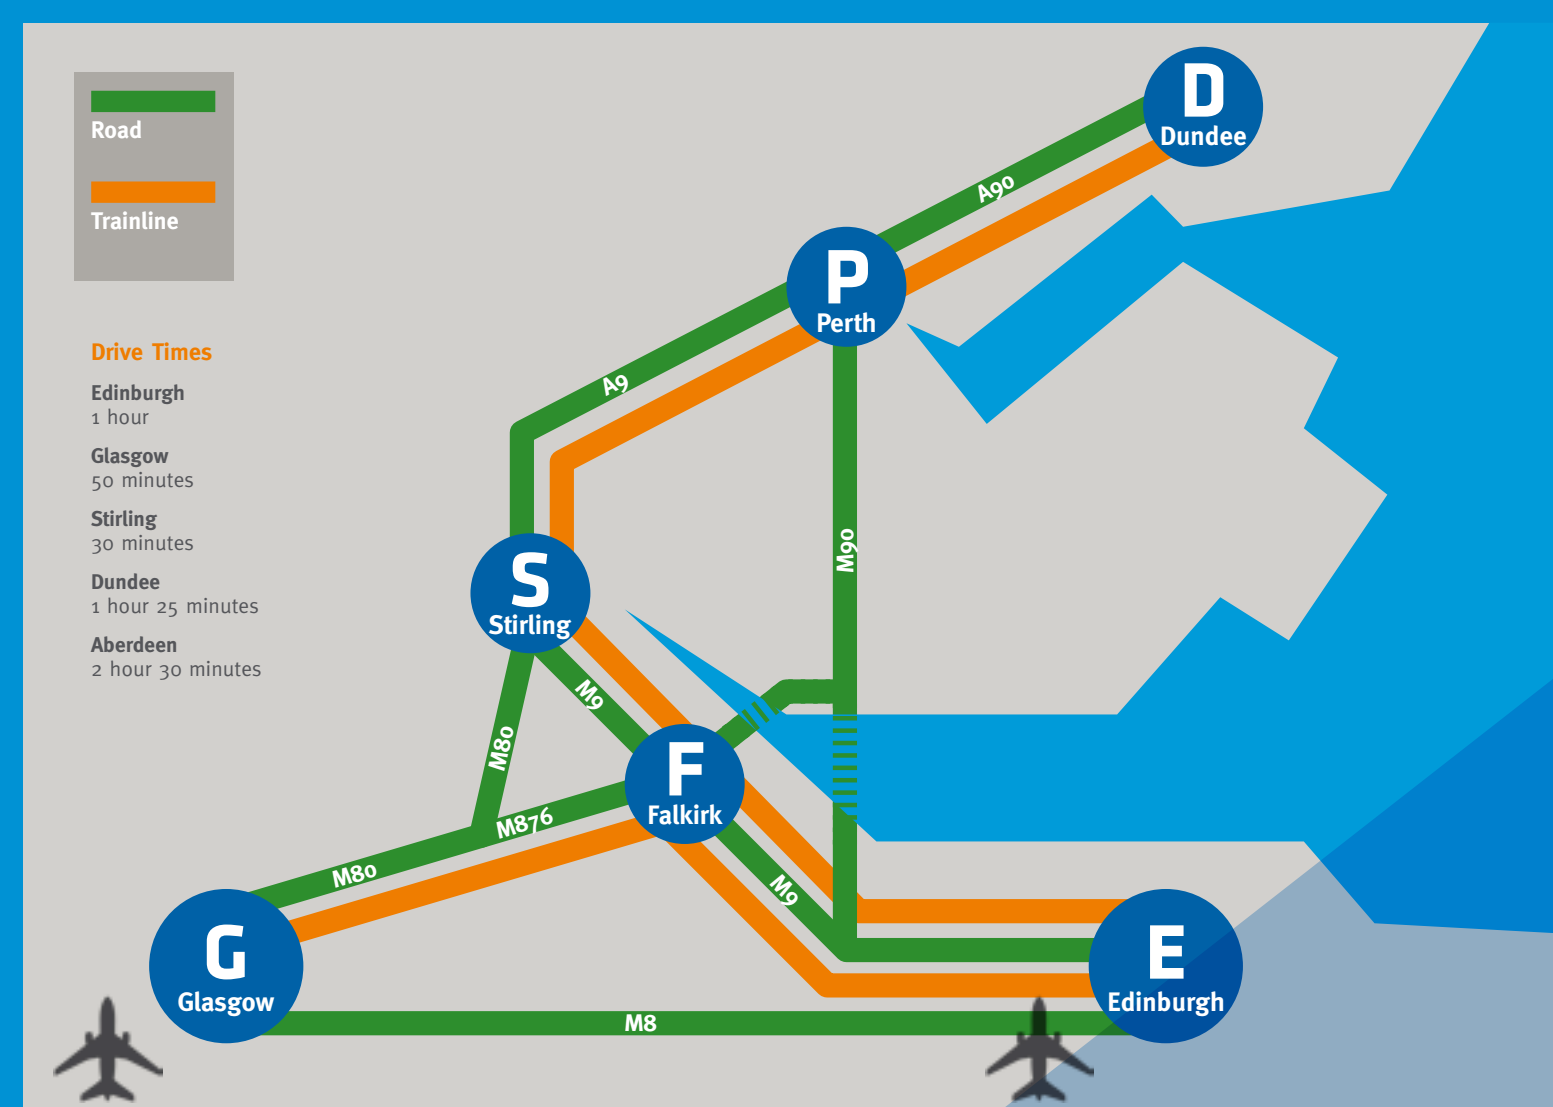 Road
Trainline
Drive Times
Edinburgh
1 hour
Glasgow
50 minutes
Stirling
30 minutes
Dundee
1 hour 25 minutes
Aberdeen
2 hour 30 minutes
D
Dundee
A90
P
Perth
A9
M90
S
Stirling
M9
M80
F
Falkirk
M876
M80
M9
G
Glasgow
E
Edinburgh
M8